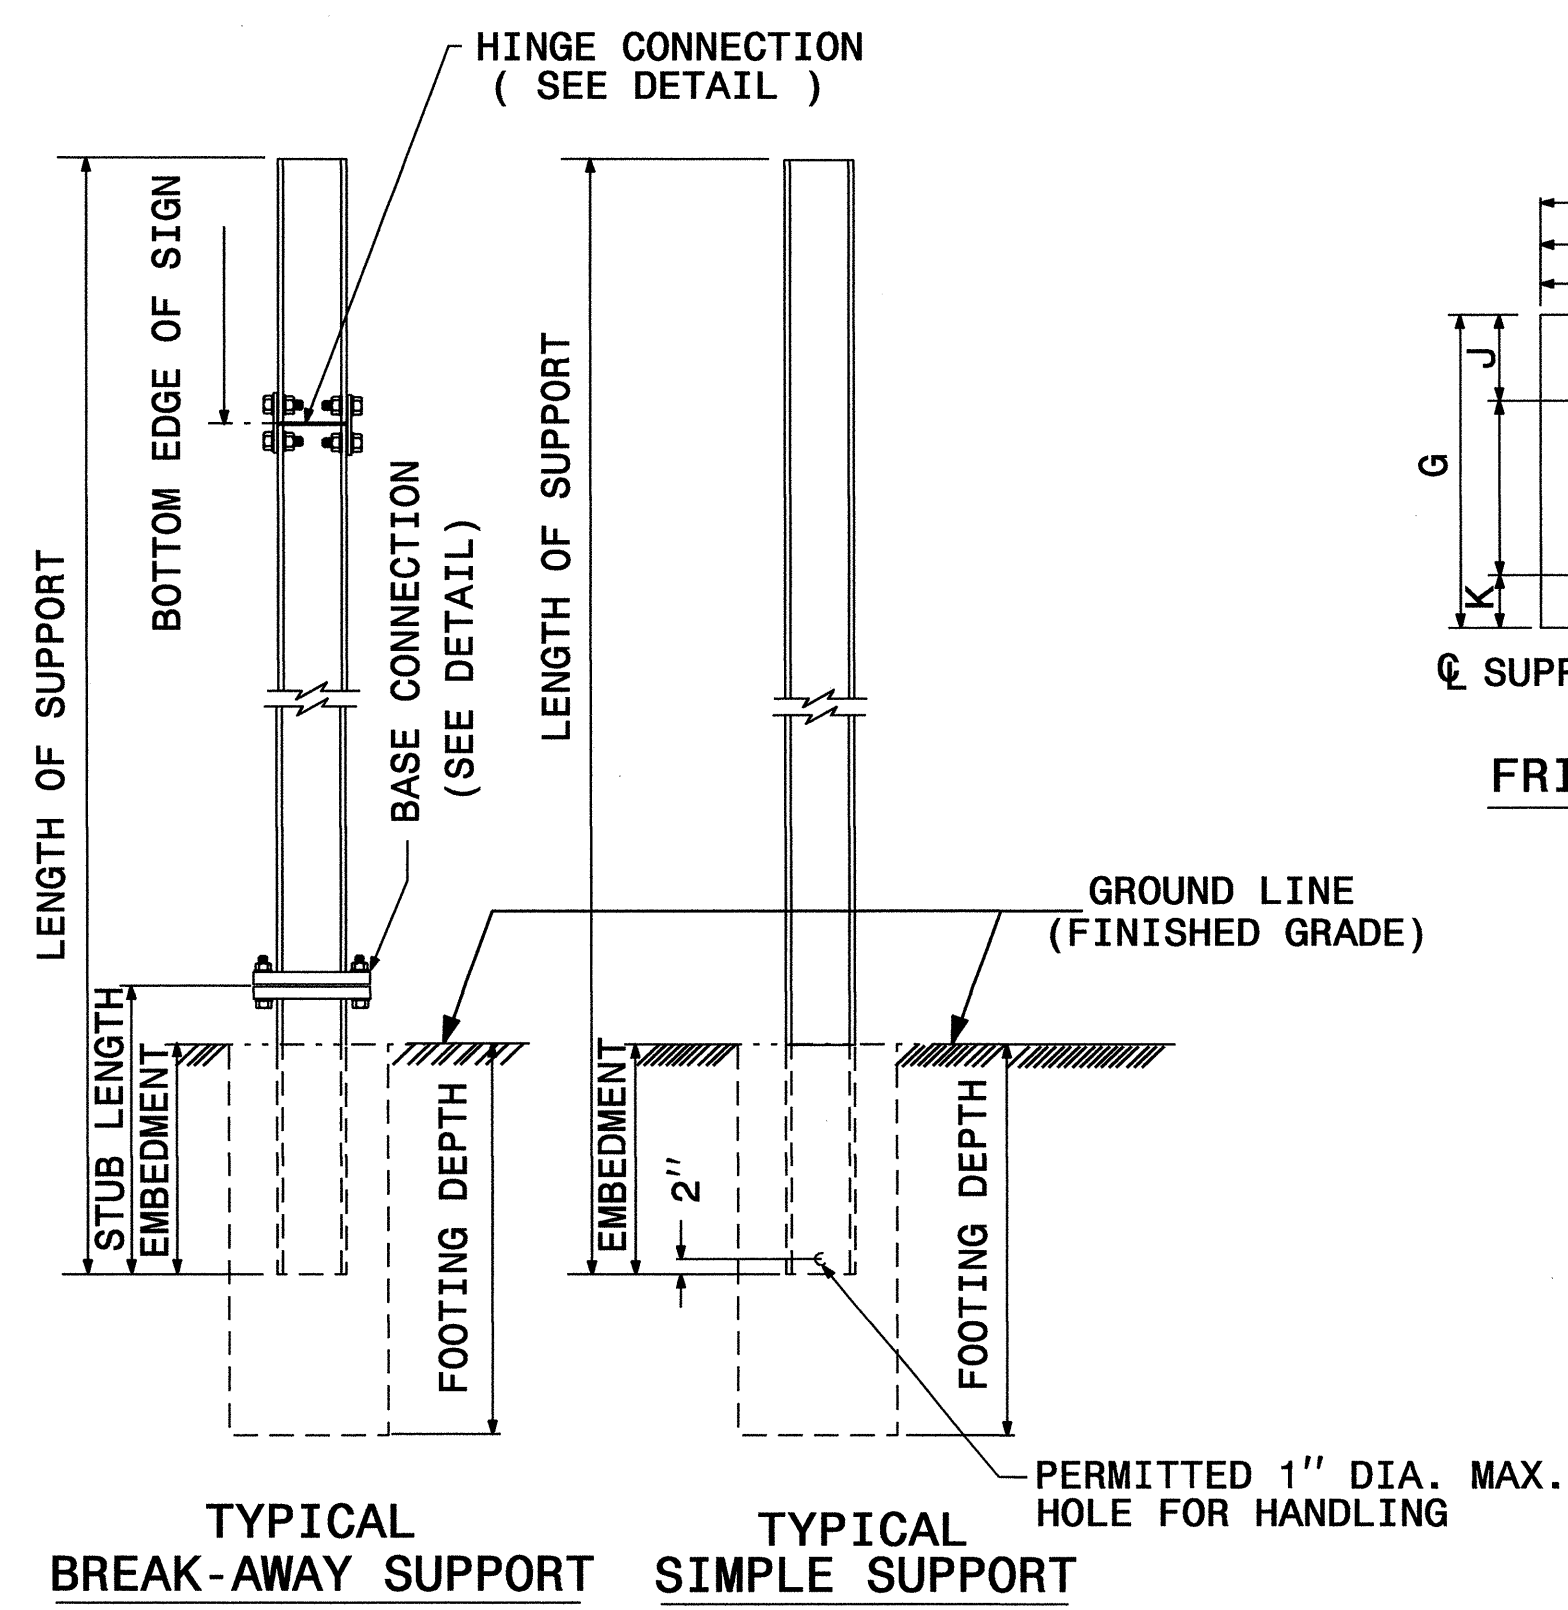 HINGE CONNECTION
( SEE DETAIL )
BOTTOM EDGE OF SIGN
LENGTH OF SUPPORT
BASE CONNECTION
(SEE DETAIL)
STUB LENGTH
EMBEDMENT
FOOTING DEPTH
LENGTH OF SUPPORT
GROUND LINE
(FINISHED GRADE)
EMBEDMENT
2"
FOOTING DEPTH
PERMITTED 1" DIA. MAX.
HOLE FOR HANDLING
TYPICAL
BREAK-AWAY SUPPORT
TYPICAL
SIMPLE SUPPORT
J
G
K
℄ SUPP
FRI